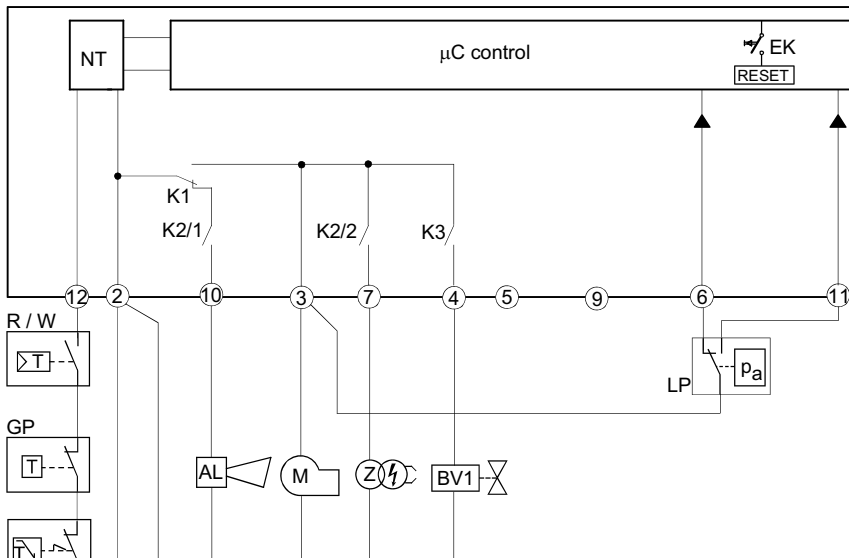 NT
μC control
EK
RESET
K1
K2/1
K2/2
K3
12
2
10
3
7
4
5
9
6
11
R / W
T
LP
pa
GP
T
AL
M
Z
BV1
T